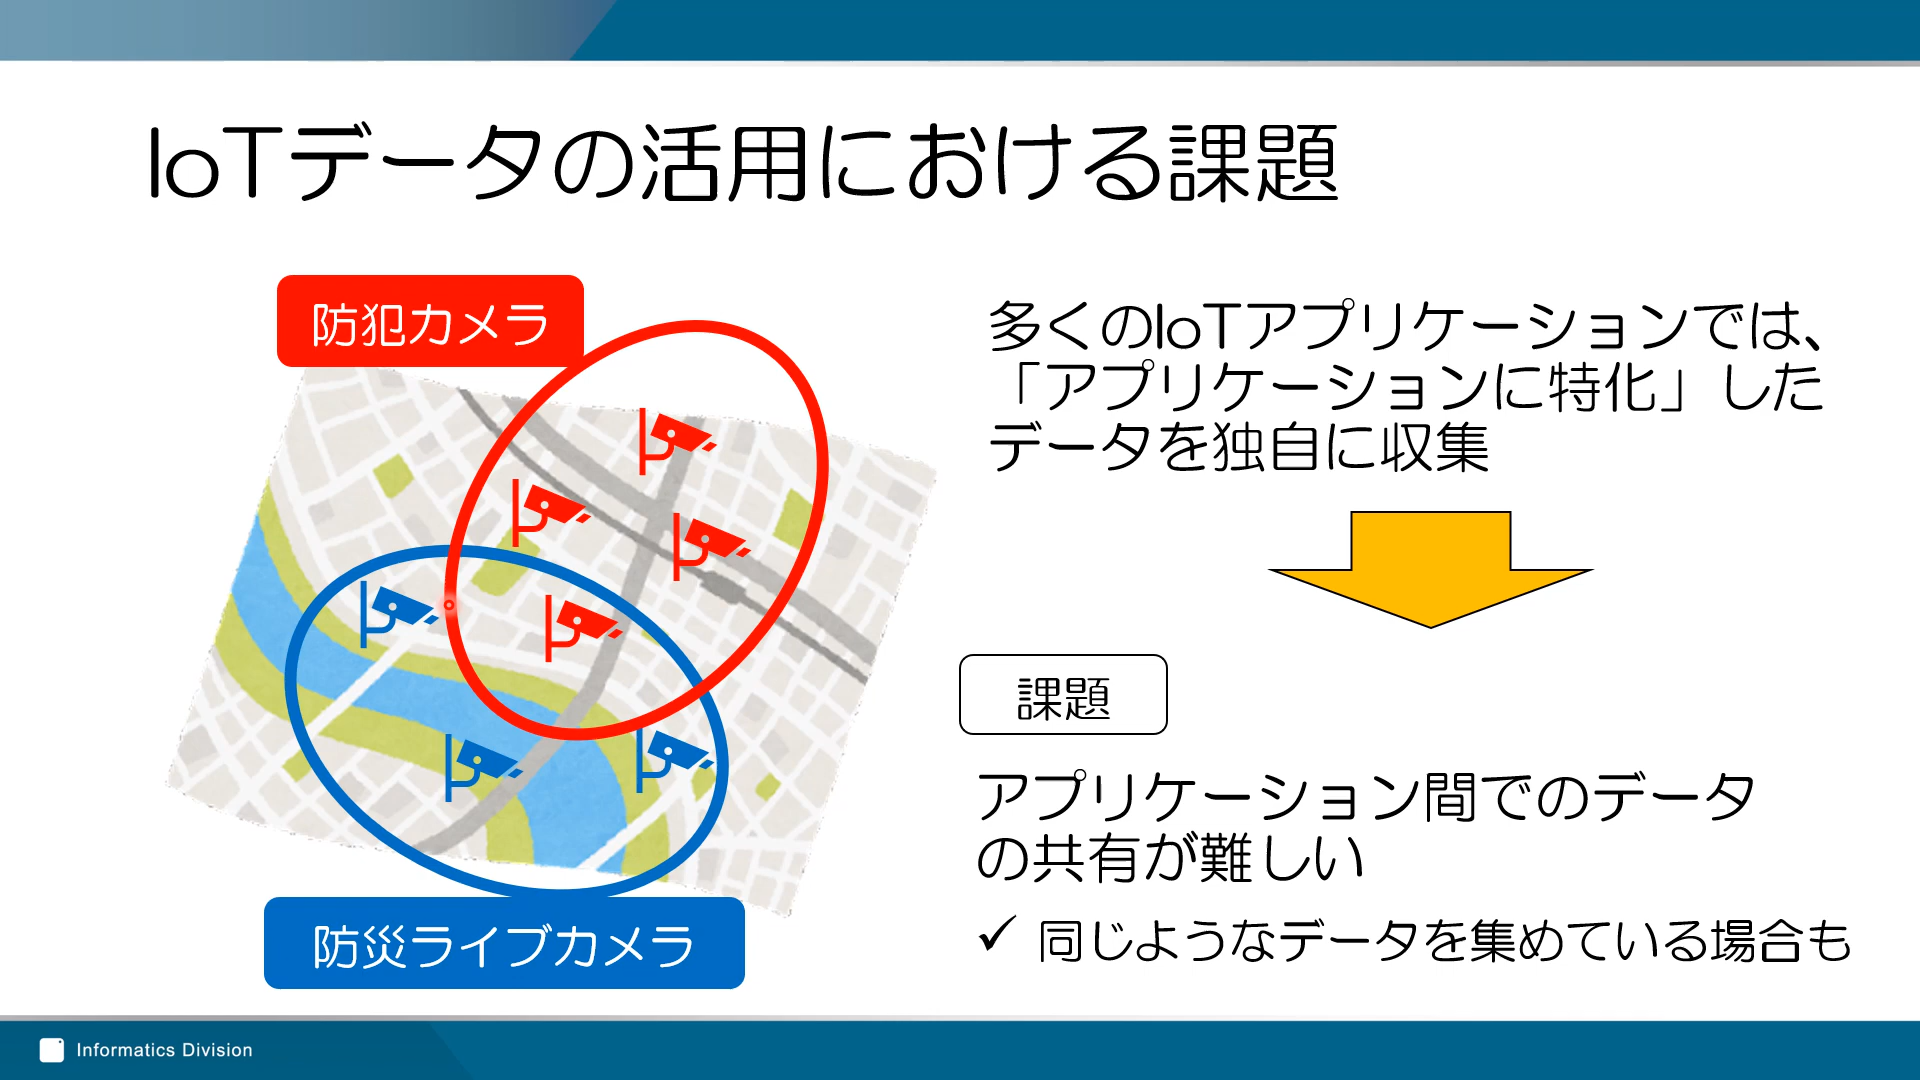 IoTデータの活用における課題
防犯カメラ
防災ライブカメラ
多くのIoTアプリケーションでは、
「アプリケーションに特化」した
データを独自に収集
課題
アプリケーション間でのデータ
の共有が難しい
✓ 同じようなデータを集めている場合も
Informatics Division